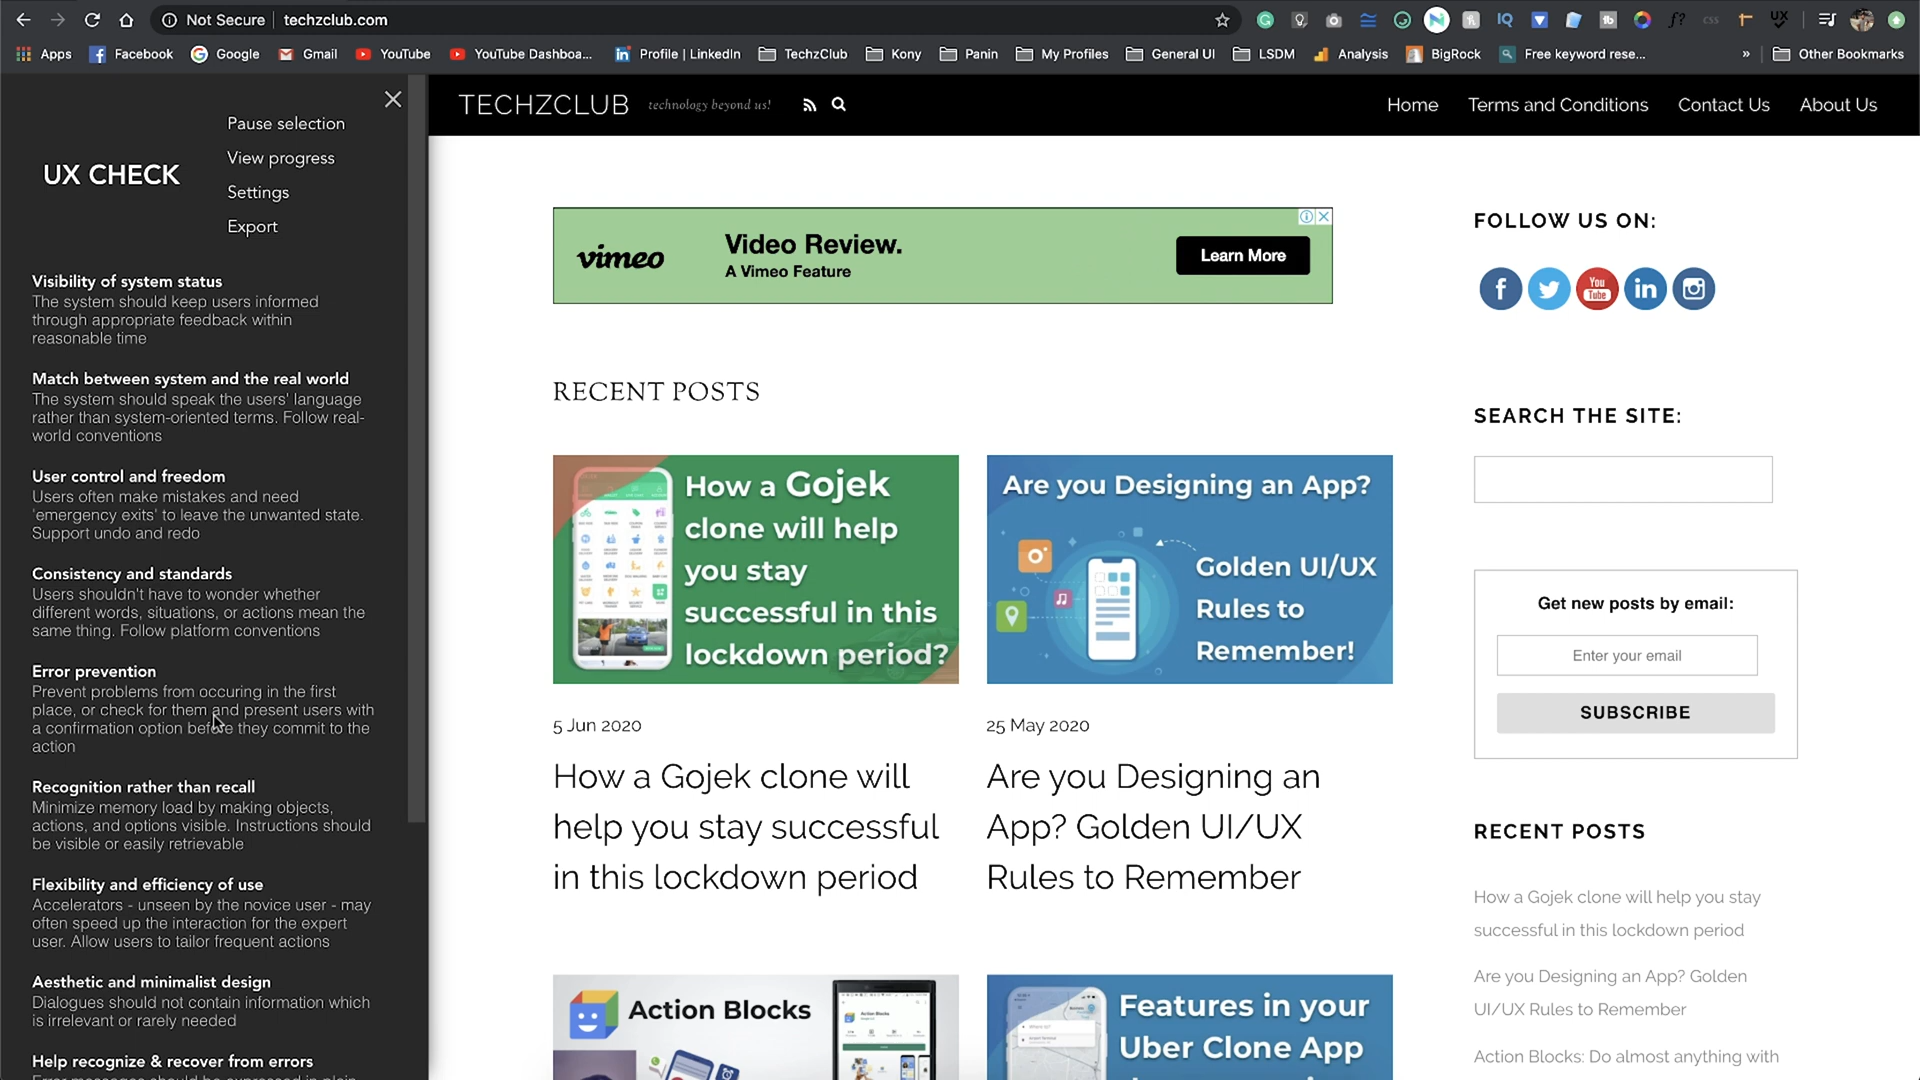 Not Secure
techzclub.com
Apps
Facebook
Google
Gmail
YouTube
YouTube Dashboa...
Profile | LinkedIn
TechzClub
Kony
Panin
My Profiles
General UI
LSDM
Analysis
BigRock
Free keyword rese...
»
Other Bookmarks
Pause selection
View progress
UX CHECK
Settings
Export
Visibility of system status
The system should keep users informed
through appropriate feedback within
reasonable time
Match between system and the real world
The system should speak the users' language
rather than system-oriented terms. Follow real-
world conventions
User control and freedom
Users often make mistakes and need
'emergency exits' to leave the unwanted state.
Support undo and redo
Consistency and standards
Users shouldn't have to wonder whether
different words, situations, or actions mean the
same thing. Follow platform conventions
Error prevention
Prevent problems from occuring in the first
place, or check for them and present users with
a confirmation option before they commit to the
action
Recognition rather than recall
Minimize memory load by making objects,
actions, and options visible. Instructions should
be visible or easily retrievable
Flexibility and efficiency of use
Accelerators - unseen by the novice user - may
often speed up the interaction for the expert
user. Allow users to tailor frequent actions
Aesthetic and minimalist design
Dialogues should not contain information which
is irrelevant or rarely needed
Help recognize & recover from errors
TECHZCLUB
technology beyond us!
Home
Terms and Conditions
Contact Us
About Us
vimeo
Video Review.
A Vimeo Feature
Learn More
RECENT POSTS
How a Gojek
clone will help
you stay
successful in this
lockdown period?
5 Jun 2020
How a Gojek clone will
help you stay successful
in this lockdown period
Are you Designing an App?
Golden UI/UX
Rules to
Remember!
25 May 2020
Are you Designing an
App? Golden UI/UX
Rules to Remember
Action Blocks
Action Blocks
Features in your
Uber Clone App
FOLLOW US ON:
You
Tube
in
SEARCH THE SITE:
Get new posts by email:
Enter your email
SUBSCRIBE
RECENT POSTS
How a Gojek clone will help you stay
successful in this lockdown period
Are you Designing an App? Golden
UI/UX Rules to Remember
Action Blocks: Do almost anything with